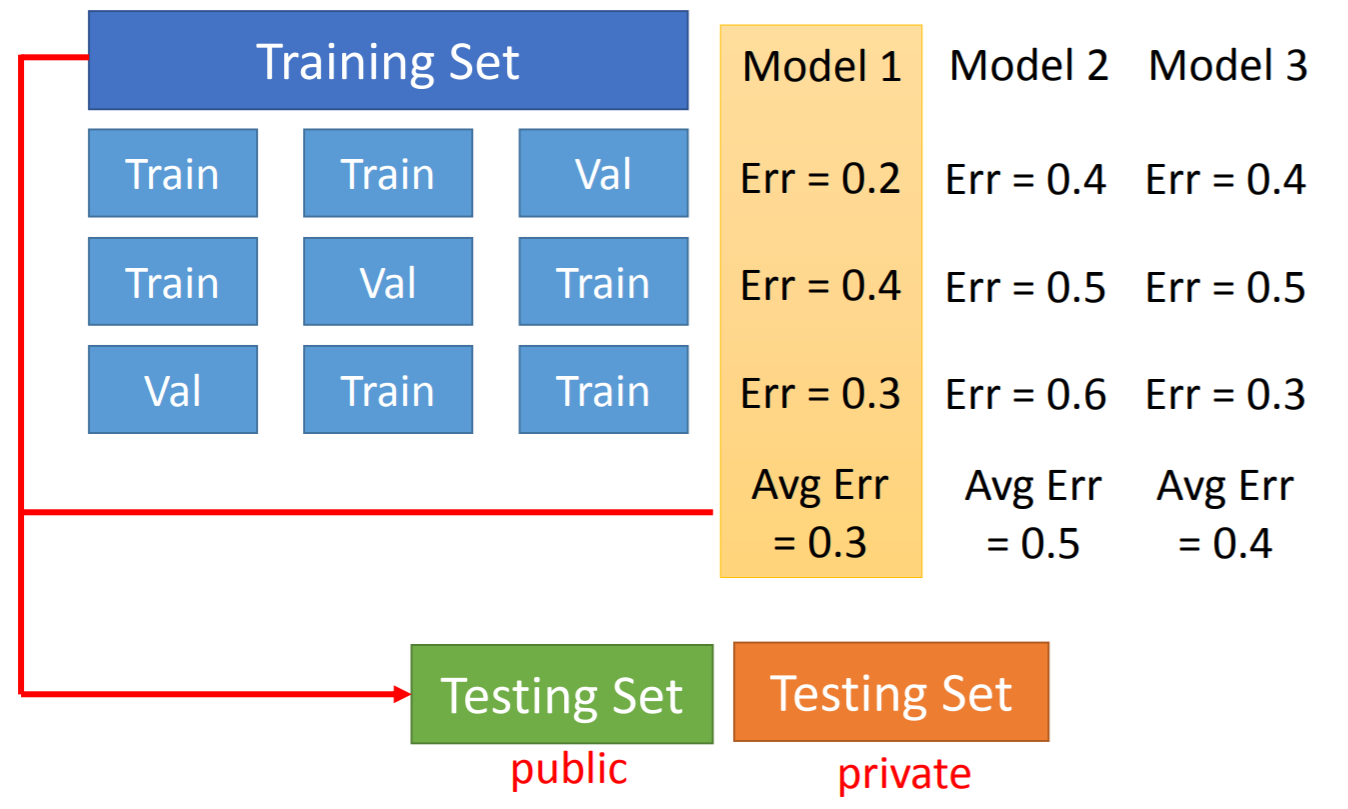 Training Set
Model 1 Model 2 Model 3
Train Train Val Err = 0.2 Err = 0.4 Err = 0.4
Train Val Train Err = 0.4 Err = 0.5 Err = 0.5
Val Train Train Err = 0.3 Err = 0.6 Err = 0.3
Avg Err Avg Err Avg Err
= 0.3 = 0.5 = 0.4
Testing Set Testing Set
public private